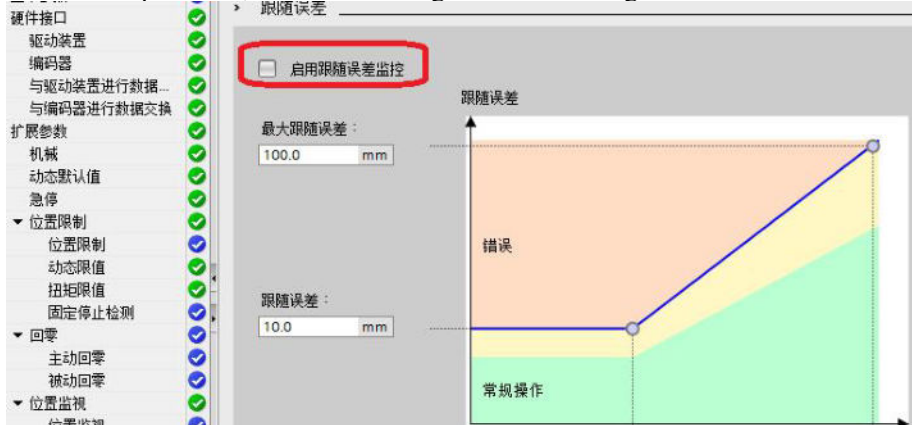 硬件接口
驱动装置
编码器
与驱动装置进行数据...
与编码器进行数据交换
扩展参数
机械
动态默认值
急停
位置限制
位置限制
动态限值
扭矩限值
固定停止检测
回零
主动回零
被动回零
位置监视
位置监视
跟随误差
启用跟随误差监控
跟随误差
最大跟随误差：
100.0 mm
错误
跟随误差：
10.0 mm
常规操作